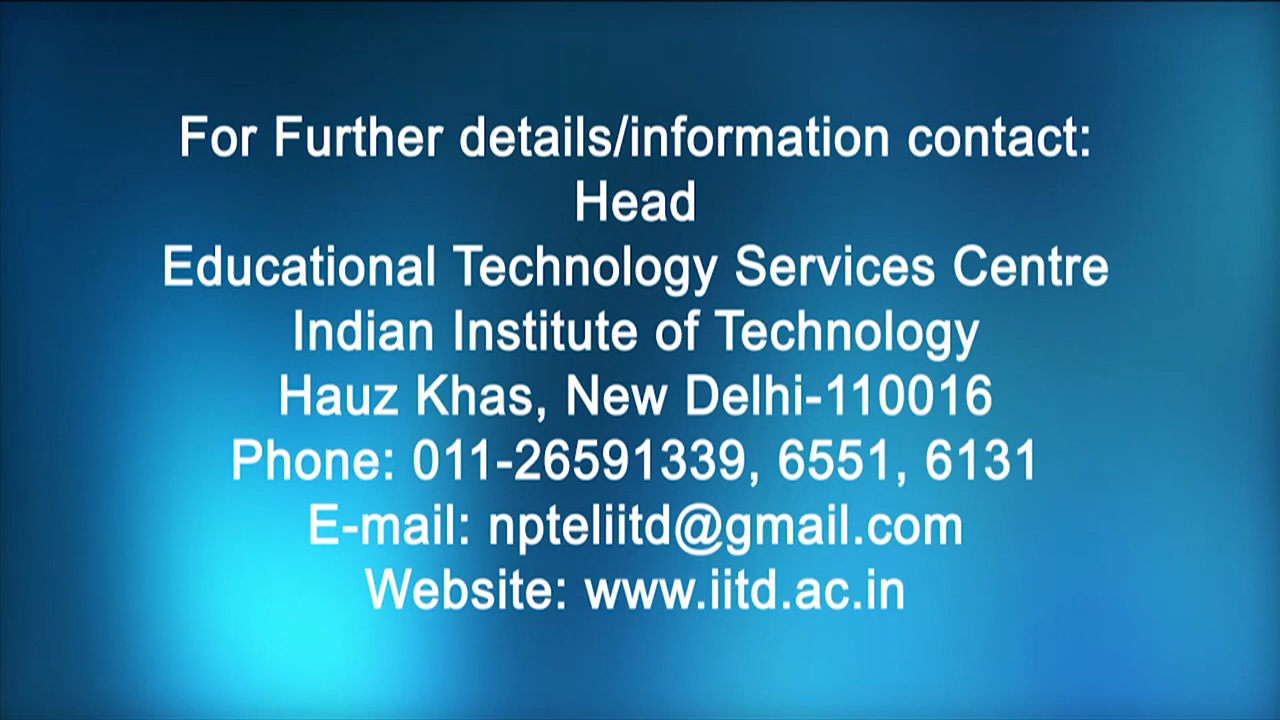 For Further details/information contact:
Head
Educational Technology Services Centre
Indian Institute of Technology
Hauz Khas, New Delhi-110016
Phone: 011-26591339, 6551, 6131
E-mail: npteliitd@gmail.com
Website: www.iitd.ac.in